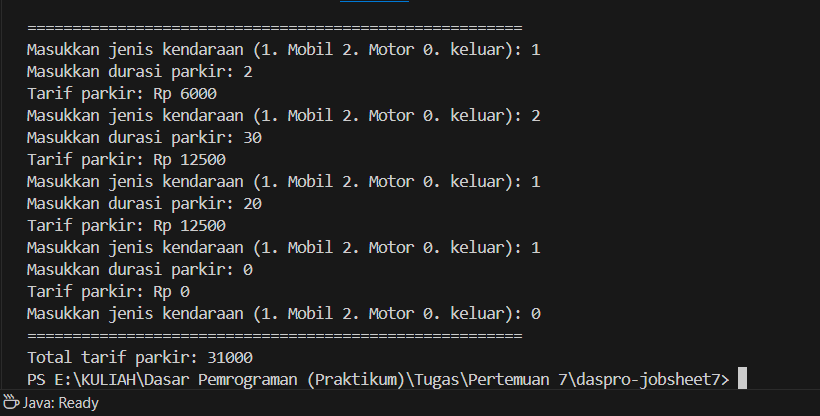 =======================================================
Masukkan jenis kendaraan (1. Mobil 2. Motor 0. keluar): 1
Masukkan durasi parkir: 2
Tarif parkir: Rp 6000
Masukkan jenis kendaraan (1. Mobil 2. Motor 0. keluar): 2
Masukkan durasi parkir: 30
Tarif parkir: Rp 12500
Masukkan jenis kendaraan (1. Mobil 2. Motor 0. keluar): 1
Masukkan durasi parkir: 20
Tarif parkir: Rp 12500
Masukkan jenis kendaraan (1. Mobil 2. Motor 0. keluar): 1
Masukkan durasi parkir: 0
Tarif parkir: Rp 0
Masukkan jenis kendaraan (1. Mobil 2. Motor 0. keluar): 0
=======================================================
Total tarif parkir: 31000
PS E:\KULIAH\Dasar Pemrograman (Praktikum)\Tugas\Pertemuan 7\daspro-jobsheet7>
Java: Ready